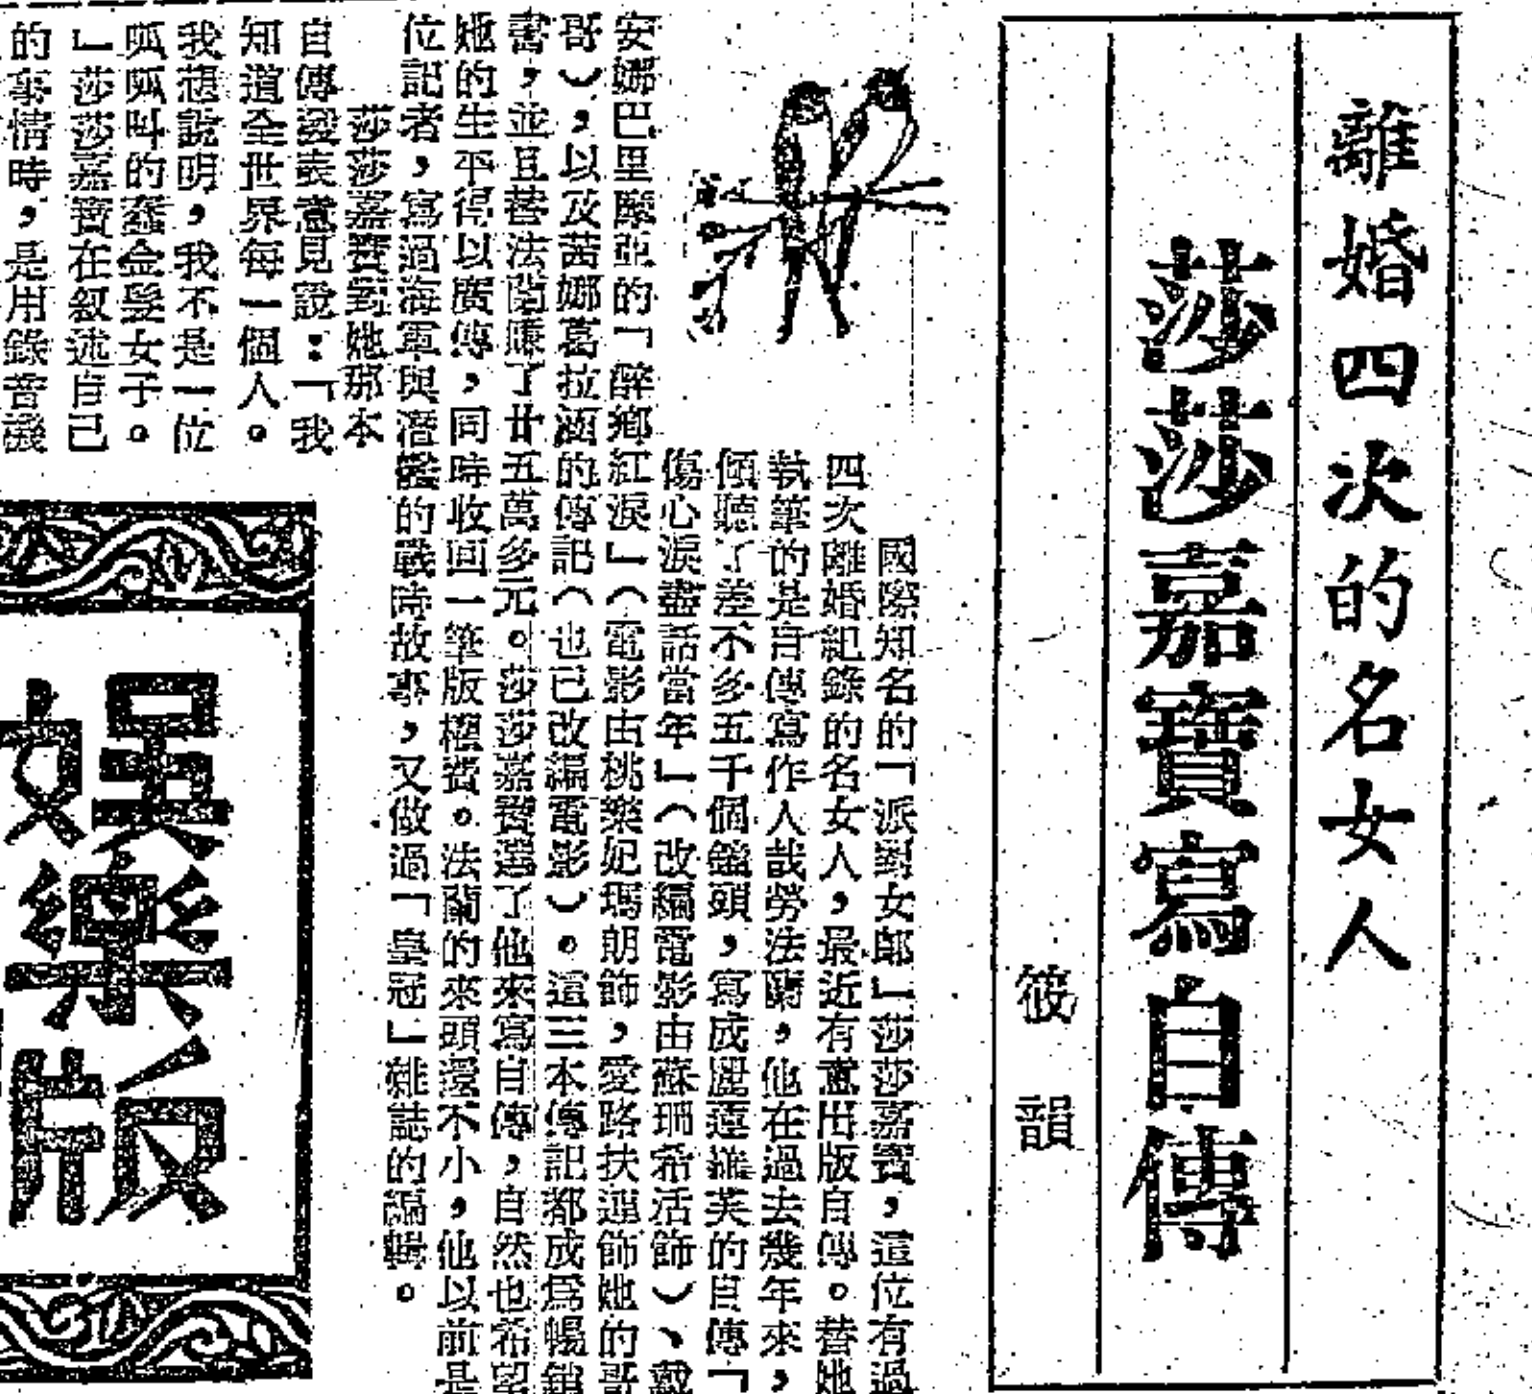 離婚四次的名女人
莎莎嘉寶寫自傳
筱韻
國際知名的「派對女郎」莎莎嘉寶，這位有過
四次離婚紀錄的名女人，最近有意出版自傳。替她
執筆的是自傳寫作人哉勞法蘭，他在過去幾年來，
傾聽了差不多五千個鐘頭，寫成麗蓮羅芙的自傳「
傷心淚盡話當年」（改編電影由蘇珊希活飾）、戴
安娜巴里摩亞的「醉鄉紅淚」（電影由桃樂妃瑪朗飾，愛路扶連飾她的哥
哥），以及茜娜葛拉涵的傳記（也已改編電影）。這三本傳記都成爲暢銷
書，並且替法蘭賺了廿五萬多元。莎莎嘉寶選了他來寫自傳，自然也希望
她的生平得以廣傳，同時收回一筆版權費。法蘭的來頭還不小，他以前是
位記者，寫過海軍與潛艦的戰時故事，又做過「皇冠」雜誌的編輯。
莎莎嘉寶對她那本
自傳發表意見說：「我
知道全世界每一個人。
我想說明，我不是一位
呱呱叫的蠢金髮女子。
」莎莎嘉寶在叙述自己
的事情時，是用錄音機
娛樂版